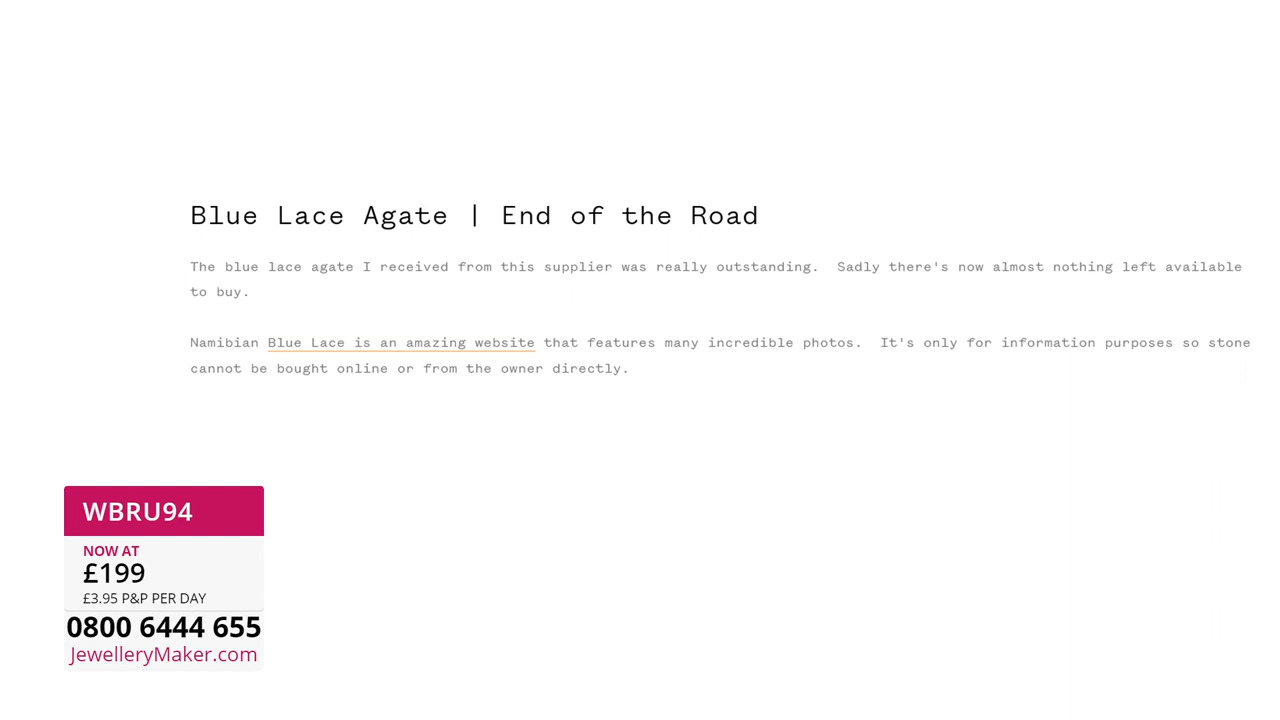 Blue Lace Agate | End of the Road
The blue lace agate I received from this supplier was really outstanding.  Sadly there's now almost nothing left available
to buy.
Namibian Blue Lace is an amazing website that features many incredible photos.  It's only for information purposes so stone
cannot be bought online or from the owner directly.
WBRU94
NOW AT
£199
£3.95 P&P PER DAY
0800 6444 655
JewelleryMaker.com